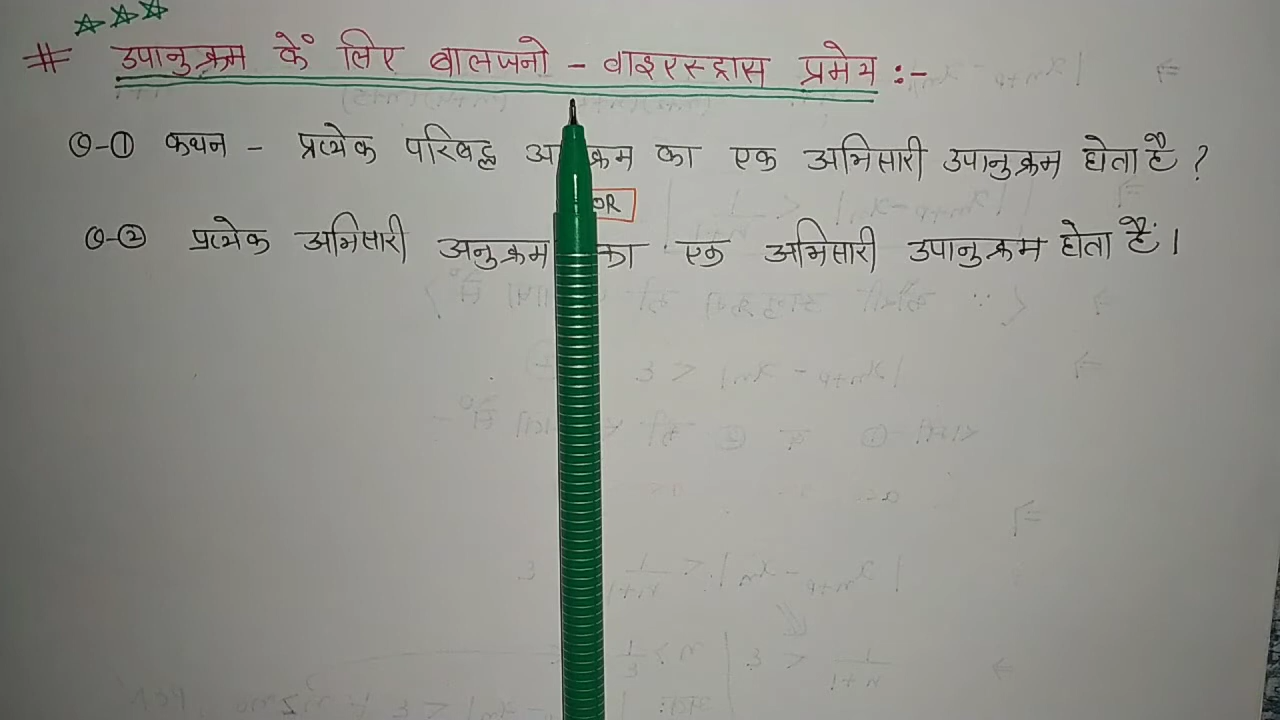 # उपानुक्रम के लिए बालजनो - वाइरस्ट्रास प्रमेय :-
Q-① कथन - प्रत्येक परिबद्ध का एक अभिसारी उपानुक्रम होता है ?
OR
Q-② प्रत्येक अभिसारी अनुक्रम का एक अभिसारी उपानुक्रम होता है।